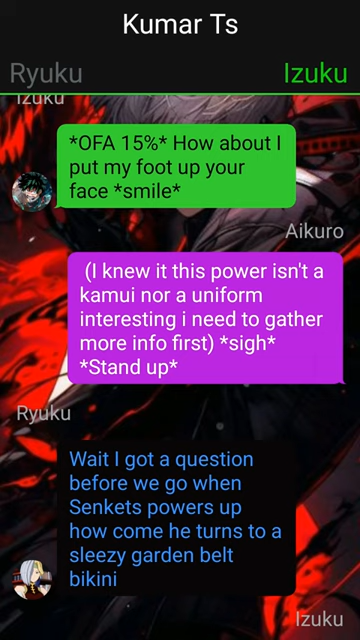 Kumar Ts
Ryuku
Izuku
Izuku
*OFA 15%* How about I
put my foot up your
face *smile*
Aikuro
(I knew it this power isn't a
kamui nor a uniform
interesting i need to gather
more info first) *sigh*
*Stand up*
Ryuku
Wait I got a question
before we go when
Senkets powers up
how come he turns to a
sleezy garden belt
bikini
Izuku